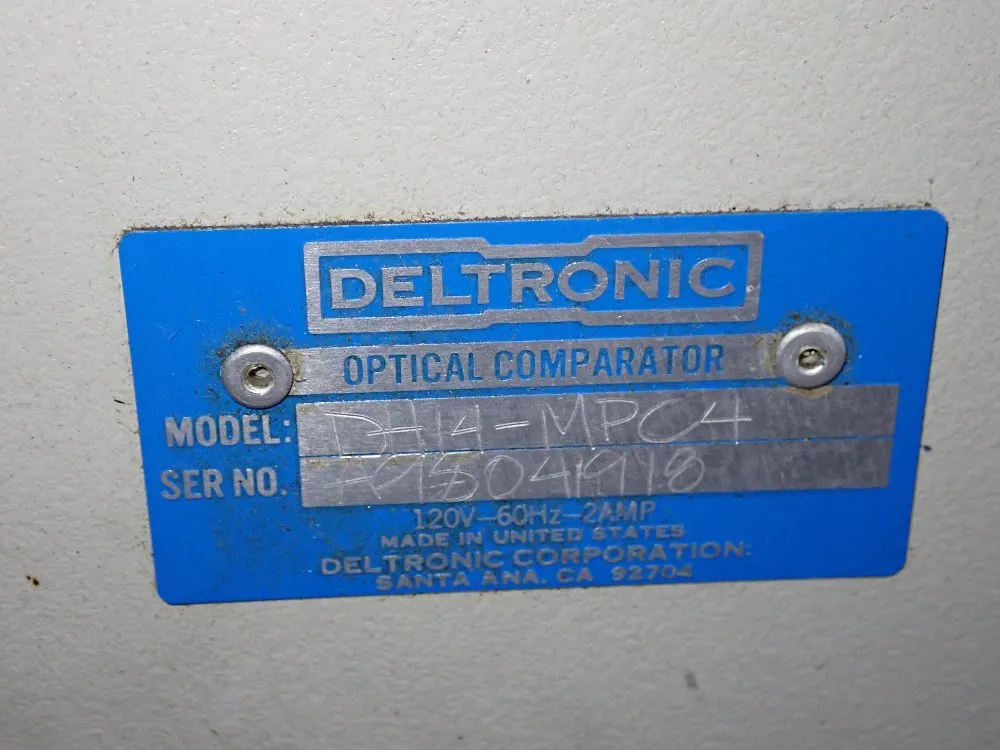 DELTRONIC
OPTICAL COMPARATOR
MODEL: DH14-MPC4
SER NO. A95041918
120V-60Hz-2AMP
MADE IN UNITED STATES
DELTRONIC CORPORATION:
SANTA ANA. CA 92704